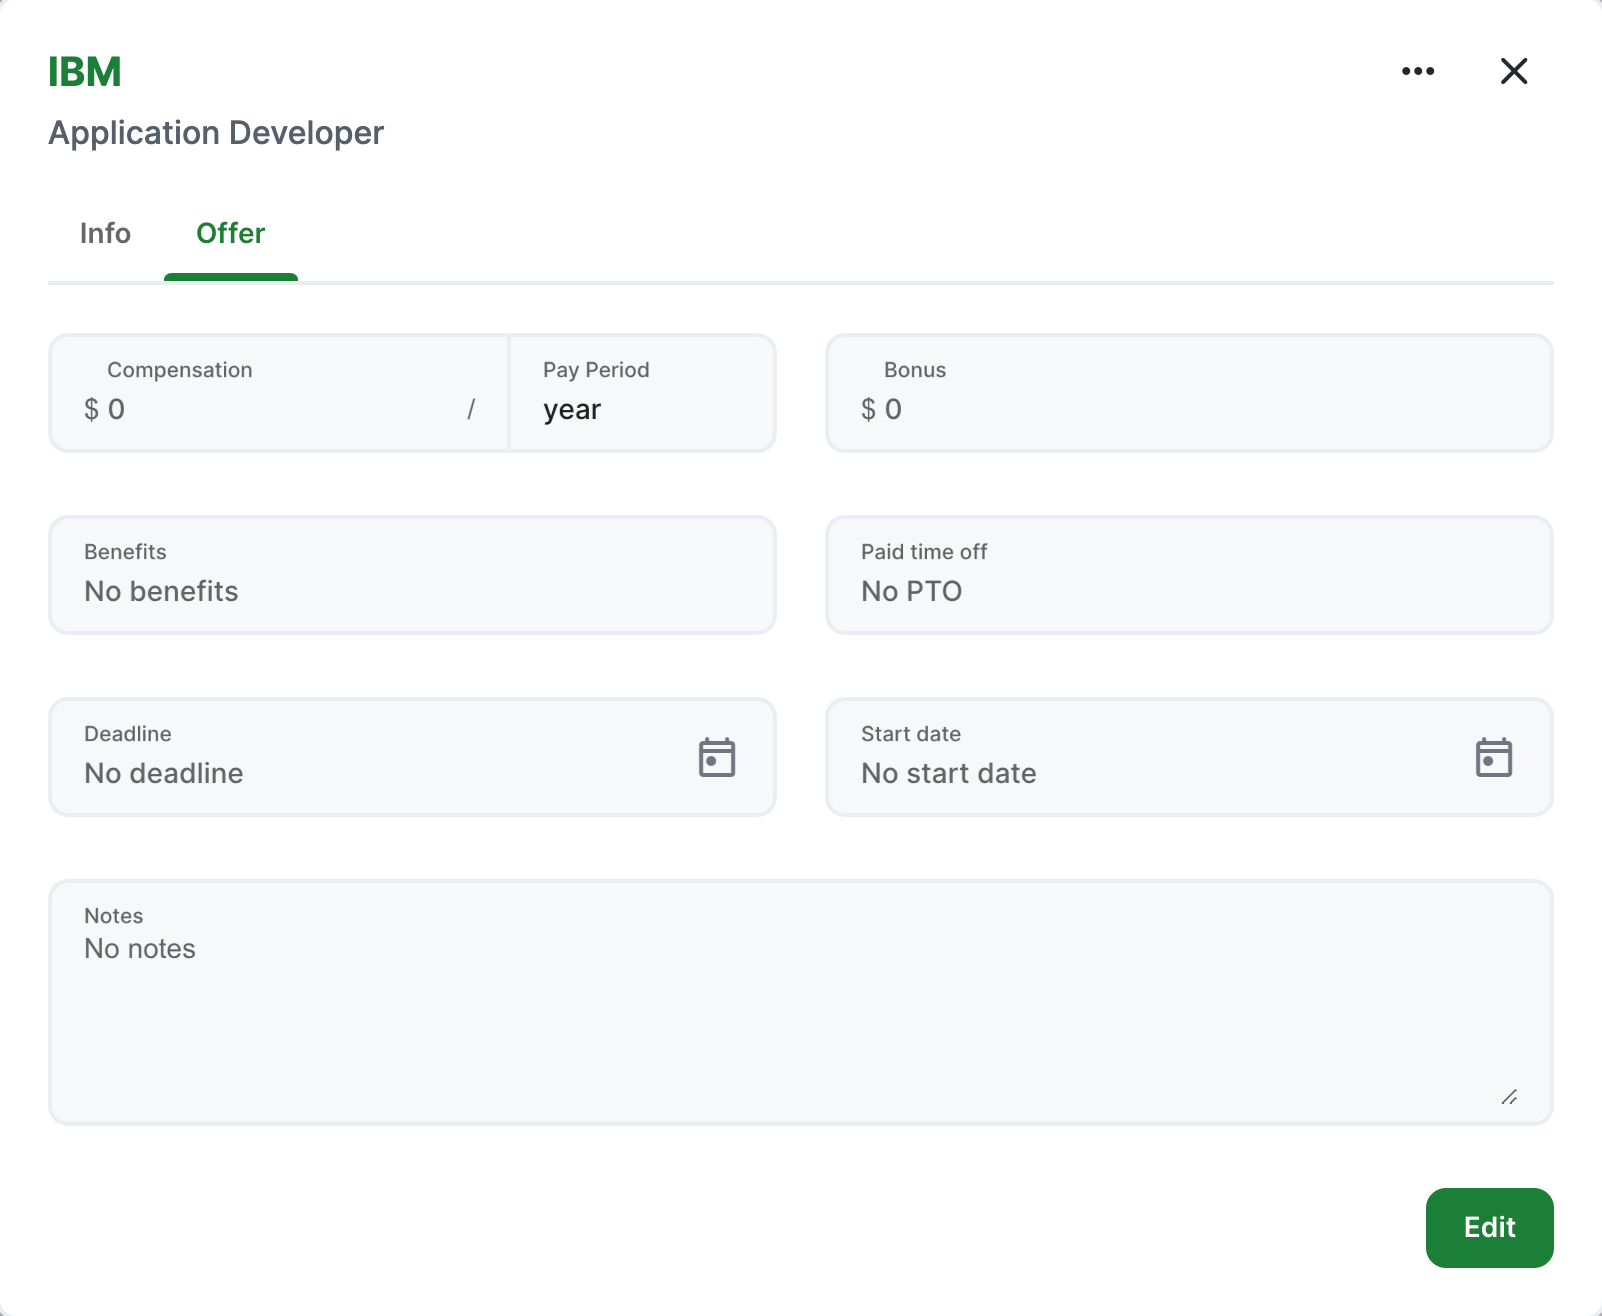 IBM
Application Developer
Info
Offer
Compensation
$ 0 /
Pay Period
year
Bonus
$ 0
Benefits
No benefits
Paid time off
No PTO
Deadline
No deadline
Start date
No start date
Notes
No notes
Edit